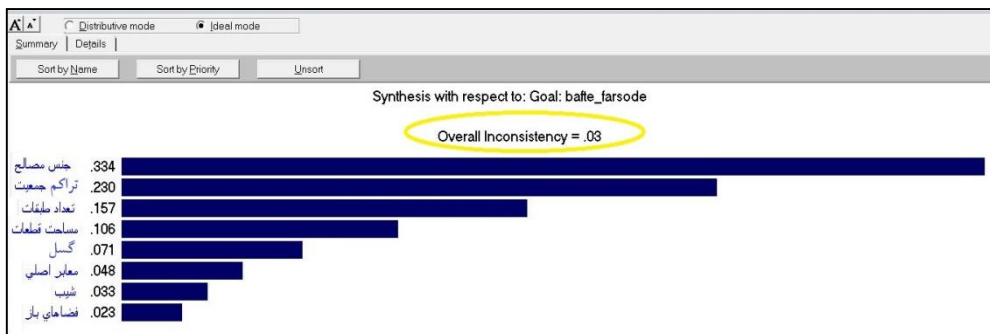 A A Distributive mode Ideal mode
Summary Details
Sort by Name Sort by Priority Unsort
Synthesis with respect to: Goal: bafte_farsode
Overall Inconsistency = .03
جنس مصالح .334
تراکم جمعیت .230
تعداد طبقات .157
مساحت قطعات .106
گسل .071
معابر اصلي .048
شیب .033
فضاهاي باز .023